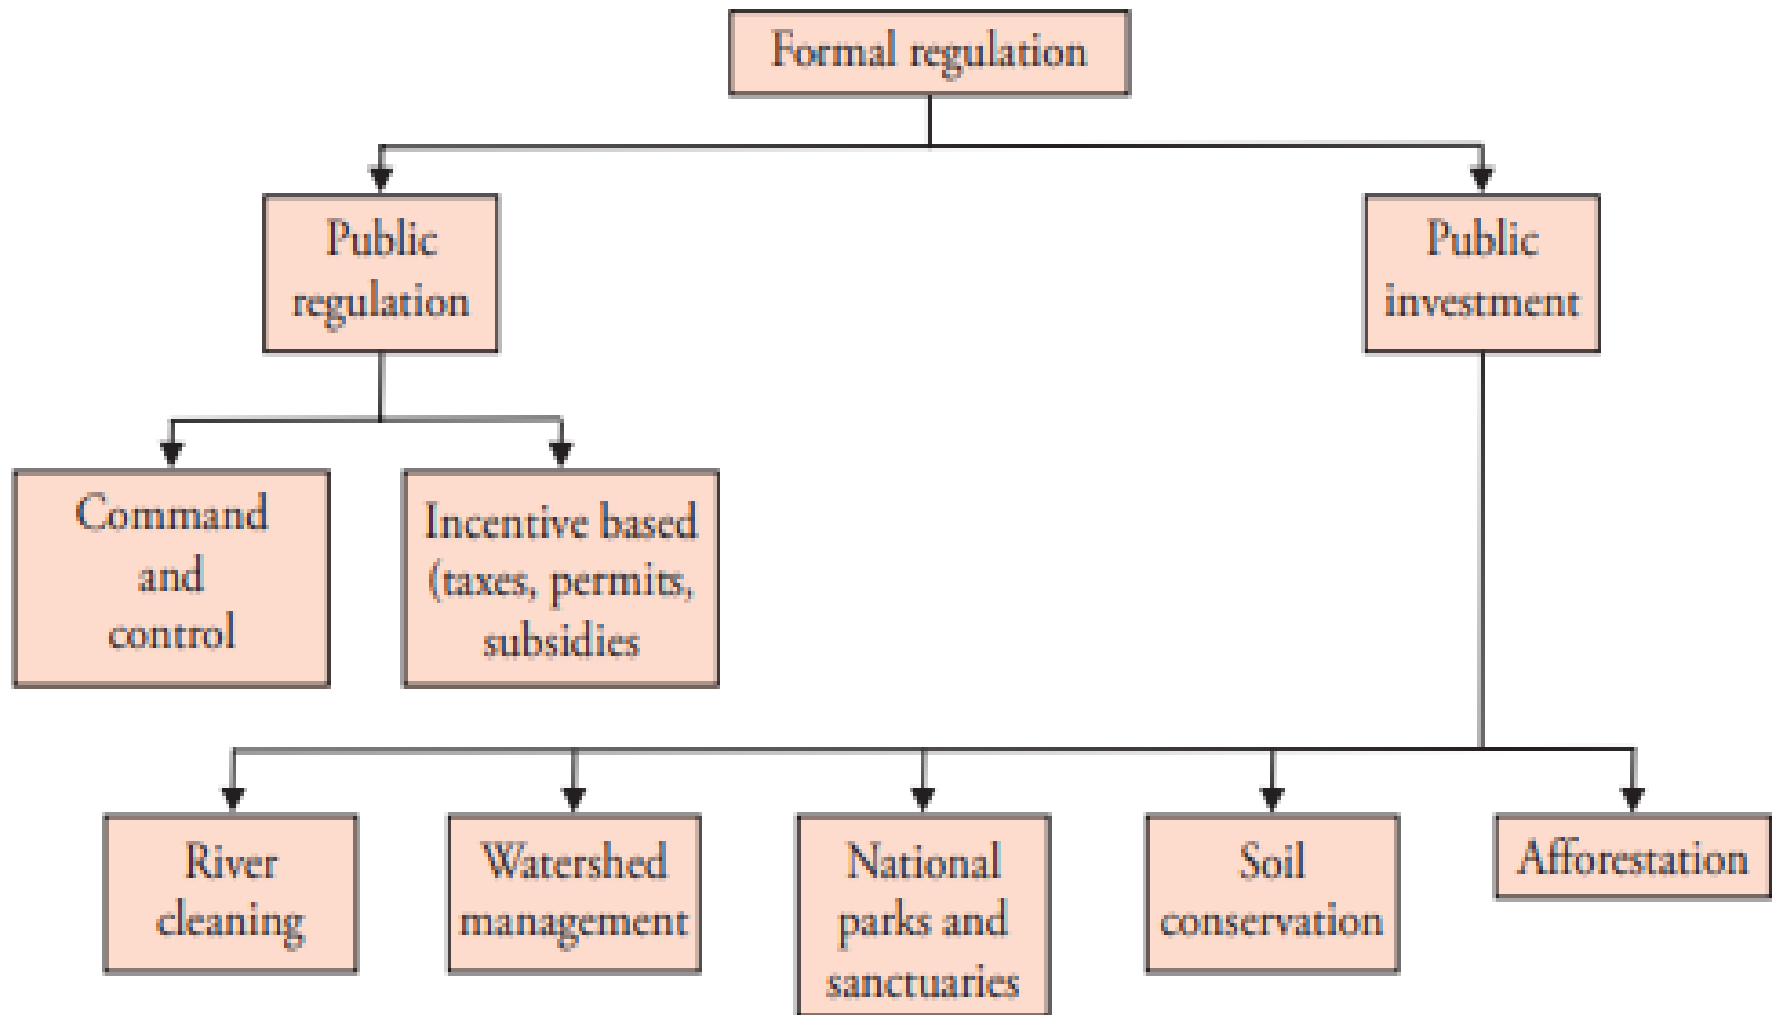 Formal regulation
Public
regulation
Public
investment
Command
and
control
Incentive based
(taxes, permits,
subsidies
River
cleaning
Watershed
management
National
parks and
sanctuaries
Soil
conservation
Afforestation